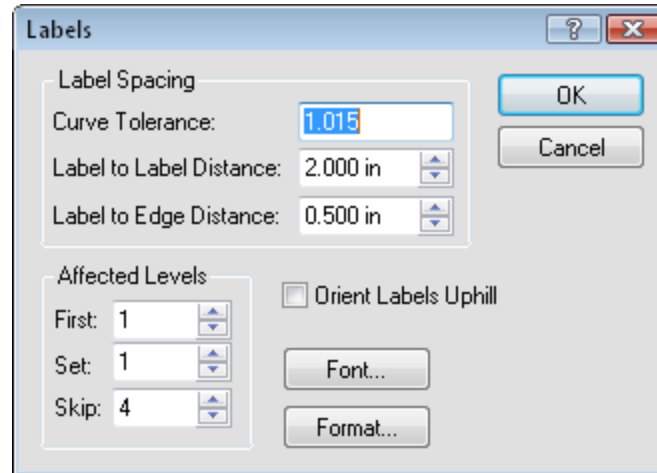 Labels
Label Spacing
Curve Tolerance: 1.015
Label to Label Distance: 2.000 in
Label to Edge Distance: 0.500 in
OK
Cancel
Affected Levels
First: 1
Set: 1
Skip: 4
Orient Labels Uphill
Font...
Format...